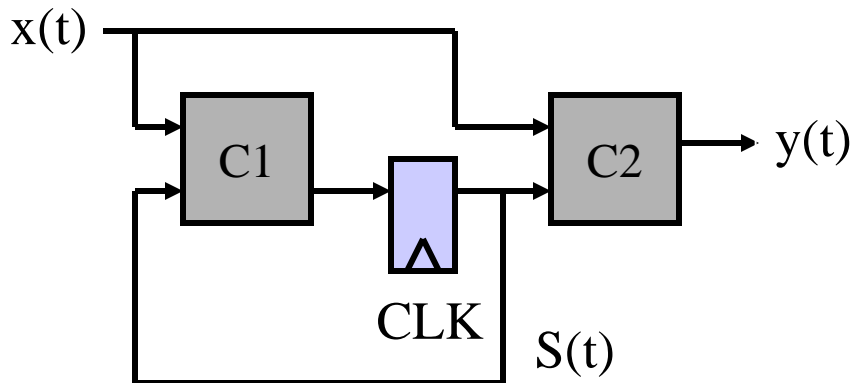 x(t)
C1
C2
y(t)
CLK
S(t)